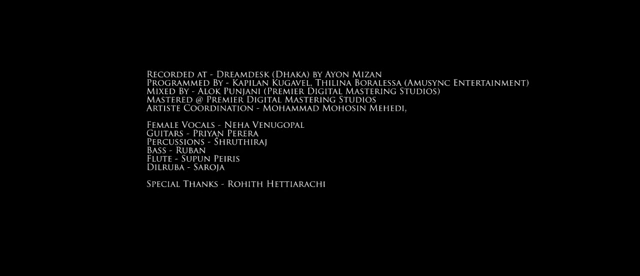 Recorded at - Dreamdesk (Dhaka) by Ayon Mizan
Programmed By - Kapilan Kugavel, Thilina Boralessa (Amusync Entertainment)
Mixed By - Alok Punjani (Premier Digital Mastering Studios)
Mastered @ Premier Digital Mastering Studios
Artiste Coordination - Mohammad Mohosin Mehedi,
Female Vocals - Neha Venugopal
Guitars - Priyan Perera
Percussions - Shruthiraj
Bass - Ruban
Flute - Supun Peiris
Dilruba - Saroja
Special Thanks - Rohith Hettiarachi